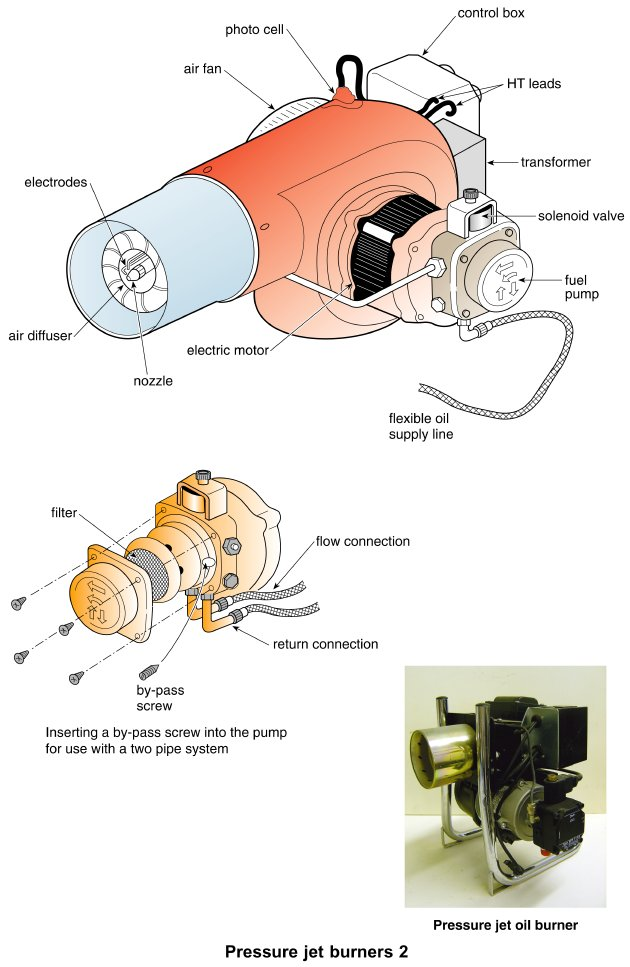 control box
photo cell
air fan
HT leads
transformer
electrodes
solenoid valve
fuel
pump
air diffuser
electric motor
nozzle
flexible oil
supply line
filter
flow connection
return connection
by-pass
screw
Inserting a by-pass screw into the pump
for use with a two pipe system
Pressure jet oil burner
Pressure jet burners 2